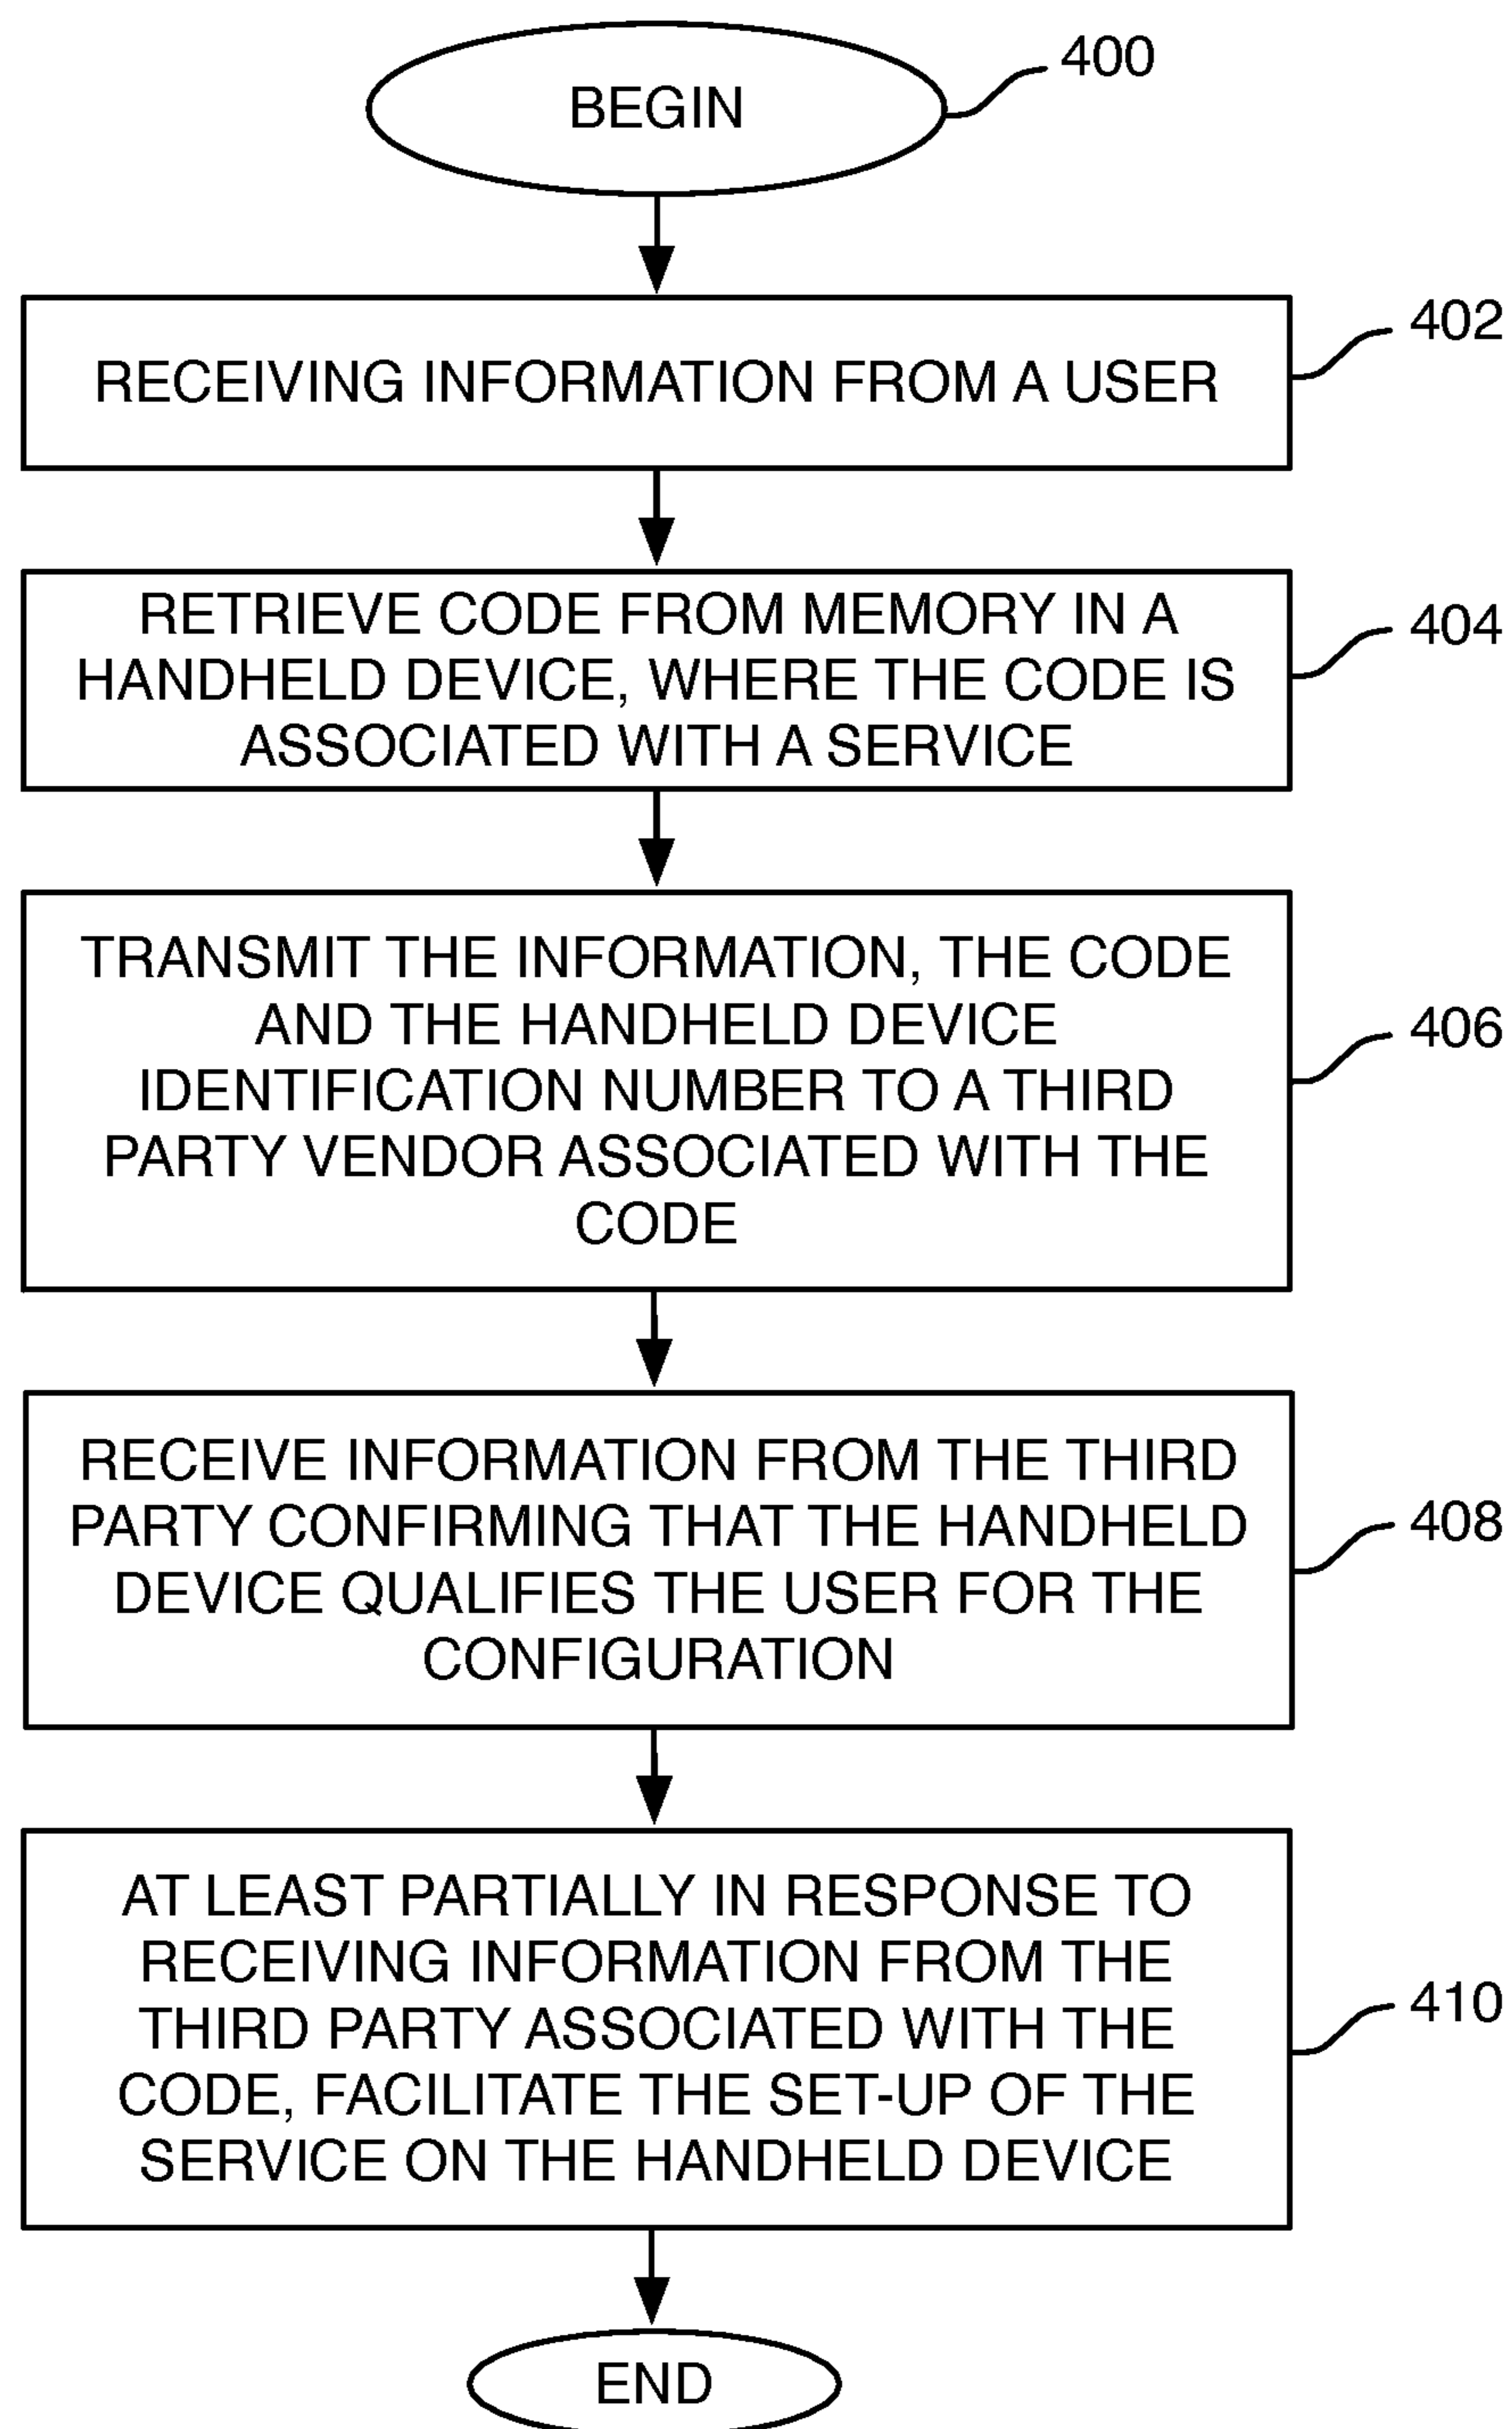 BEGIN
400
RECEIVING INFORMATION FROM A USER
402
RETRIEVE CODE FROM MEMORY IN A
HANDHELD DEVICE, WHERE THE CODE IS
ASSOCIATED WITH A SERVICE
404
TRANSMIT THE INFORMATION, THE CODE
AND THE HANDHELD DEVICE
IDENTIFICATION NUMBER TO A THIRD
PARTY VENDOR ASSOCIATED WITH THE
CODE
406
RECEIVE INFORMATION FROM THE THIRD
PARTY CONFIRMING THAT THE HANDHELD
DEVICE QUALIFIES THE USER FOR THE
CONFIGURATION
408
AT LEAST PARTIALLY IN RESPONSE TO
RECEIVING INFORMATION FROM THE
THIRD PARTY ASSOCIATED WITH THE
CODE, FACILITATE THE SET-UP OF THE
SERVICE ON THE HANDHELD DEVICE
410
END